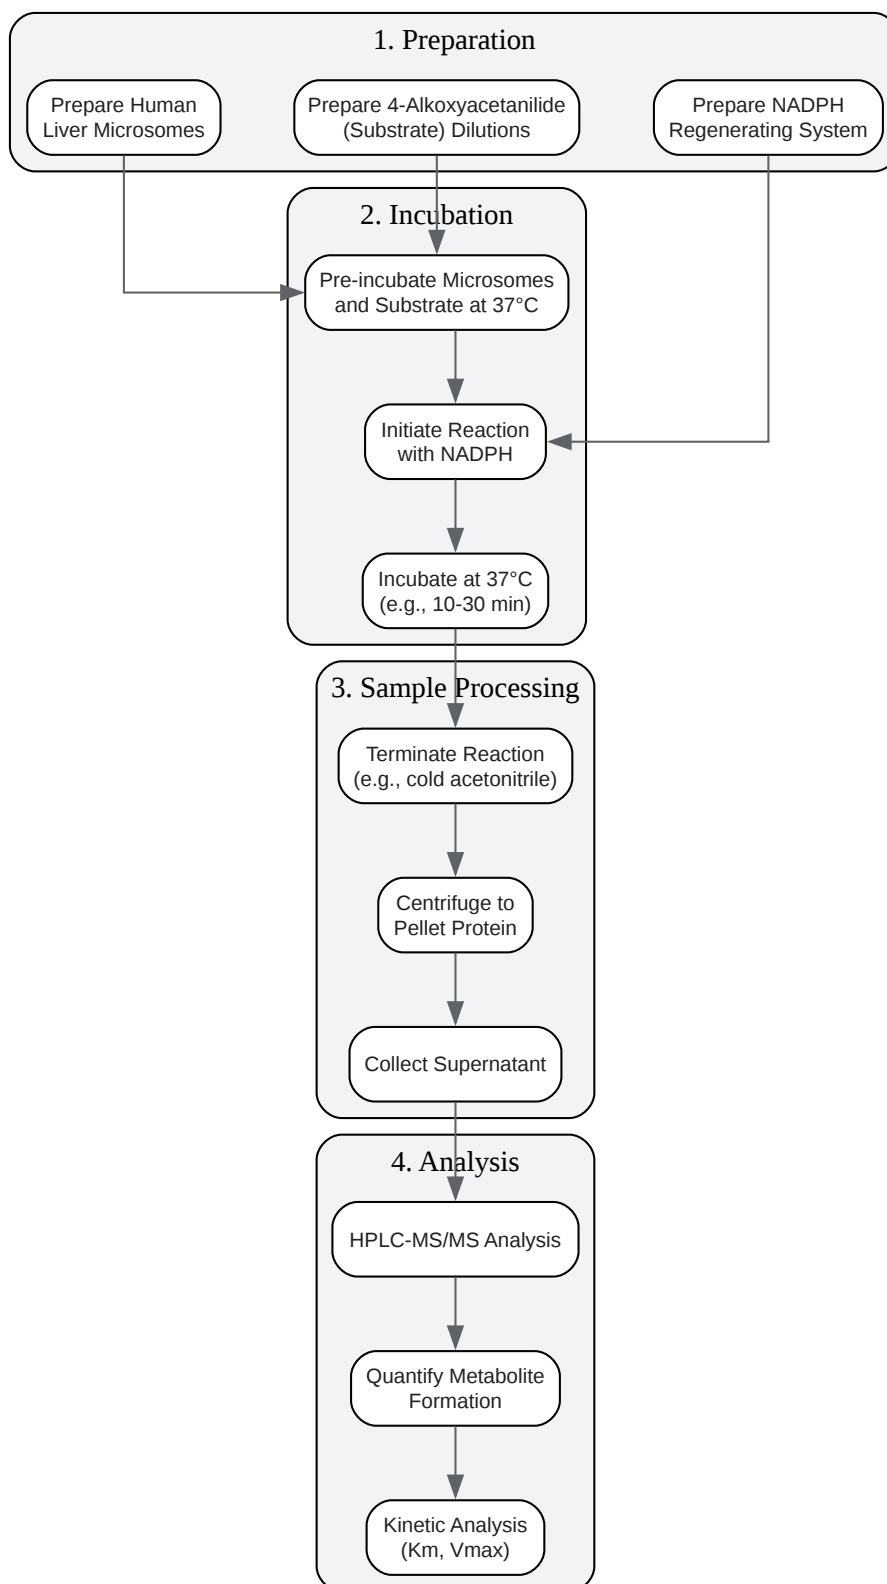 1. Preparation
Prepare Human
Liver Microsomes
Prepare 4-Alkoxyacetanilide
(Substrate) Dilutions
Prepare NADPH
Regenerating System
2. Incubation
Pre-incubate Microsomes
and Substrate at 37°C
Initiate Reaction
with NADPH
Incubate at 37°C
(e.g., 10-30 min)
3. Sample Processing
Terminate Reaction
(e.g., cold acetonitrile)
Centrifuge to
Pellet Protein
Collect Supernatant
4. Analysis
HPLC-MS/MS Analysis
Quantify Metabolite
Formation
Kinetic Analysis
(Km, Vmax)